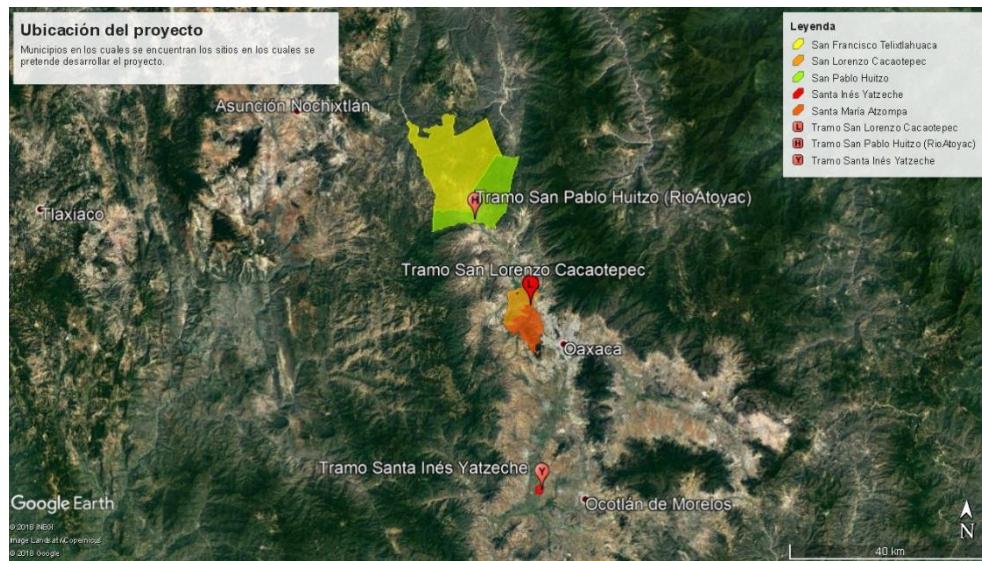 Ubicación del proyecto
Municipios en los cuales se encuentran los sitios en los cuales se
pretende desarrollar el proyecto.
Leyenda
San Francisco Telixtlahuaca
San Lorenzo Cacaotepec
San Pablo Huitzo
Santa Inés Yatzeche
Santa María Atzompa
L Tramo San Lorenzo Cacaotepec
H Tramo San Pablo Huitzo (RioAtoyac)
Y Tramo Santa Inés Yatzeche
Asunción Nochixtlán
Tlaxiaco
H
Tramo San Pablo Huitzo (RioAtoyac)
Tramo San Lorenzo Cacaotepec
L
Oaxaca
Tramo Santa Inés Yatzeche
Y
Ocotlán de Morelos
Google Earth
© 2018 INEGI
Image Landsat / Copernicus
© 2018 Google
N
40 km